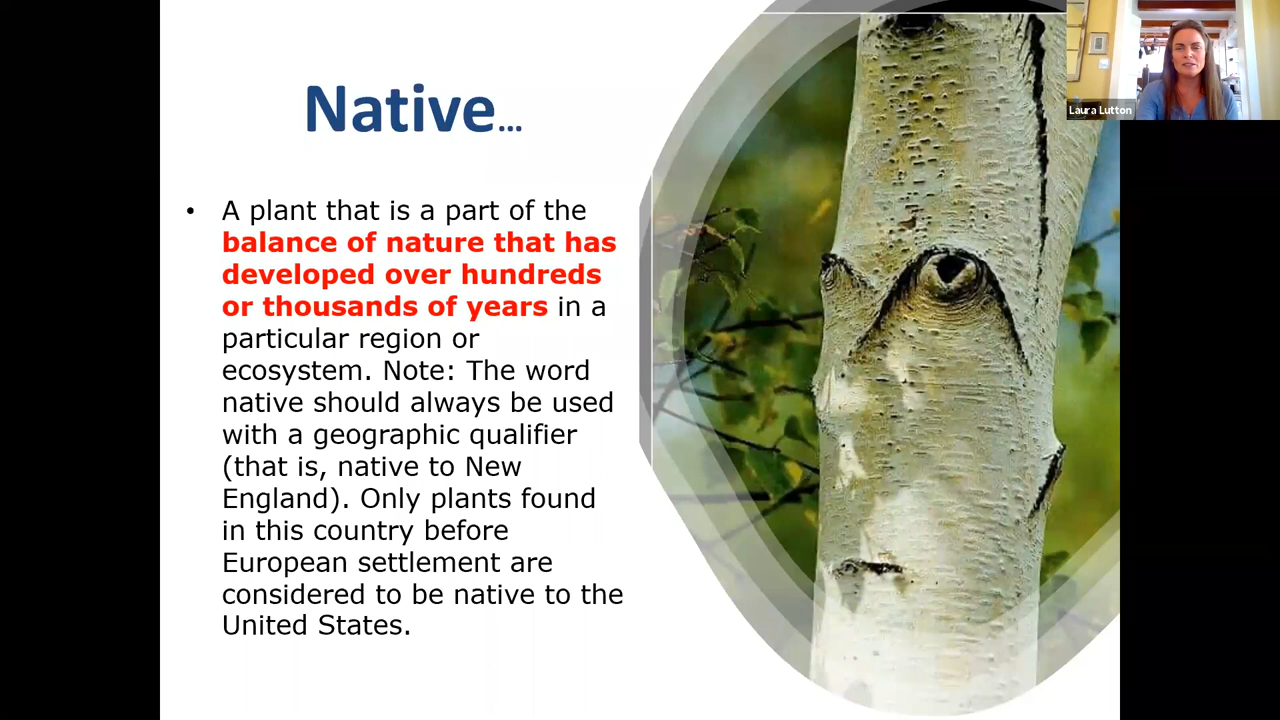 Native...
• A plant that is a part of the
balance of nature that has
developed over hundreds
or thousands of years in a
particular region or
ecosystem. Note: The word
native should always be used
with a geographic qualifier
(that is, native to New
England). Only plants found
in this country before
European settlement are
considered to be native to the
United States.
Laura Lutton